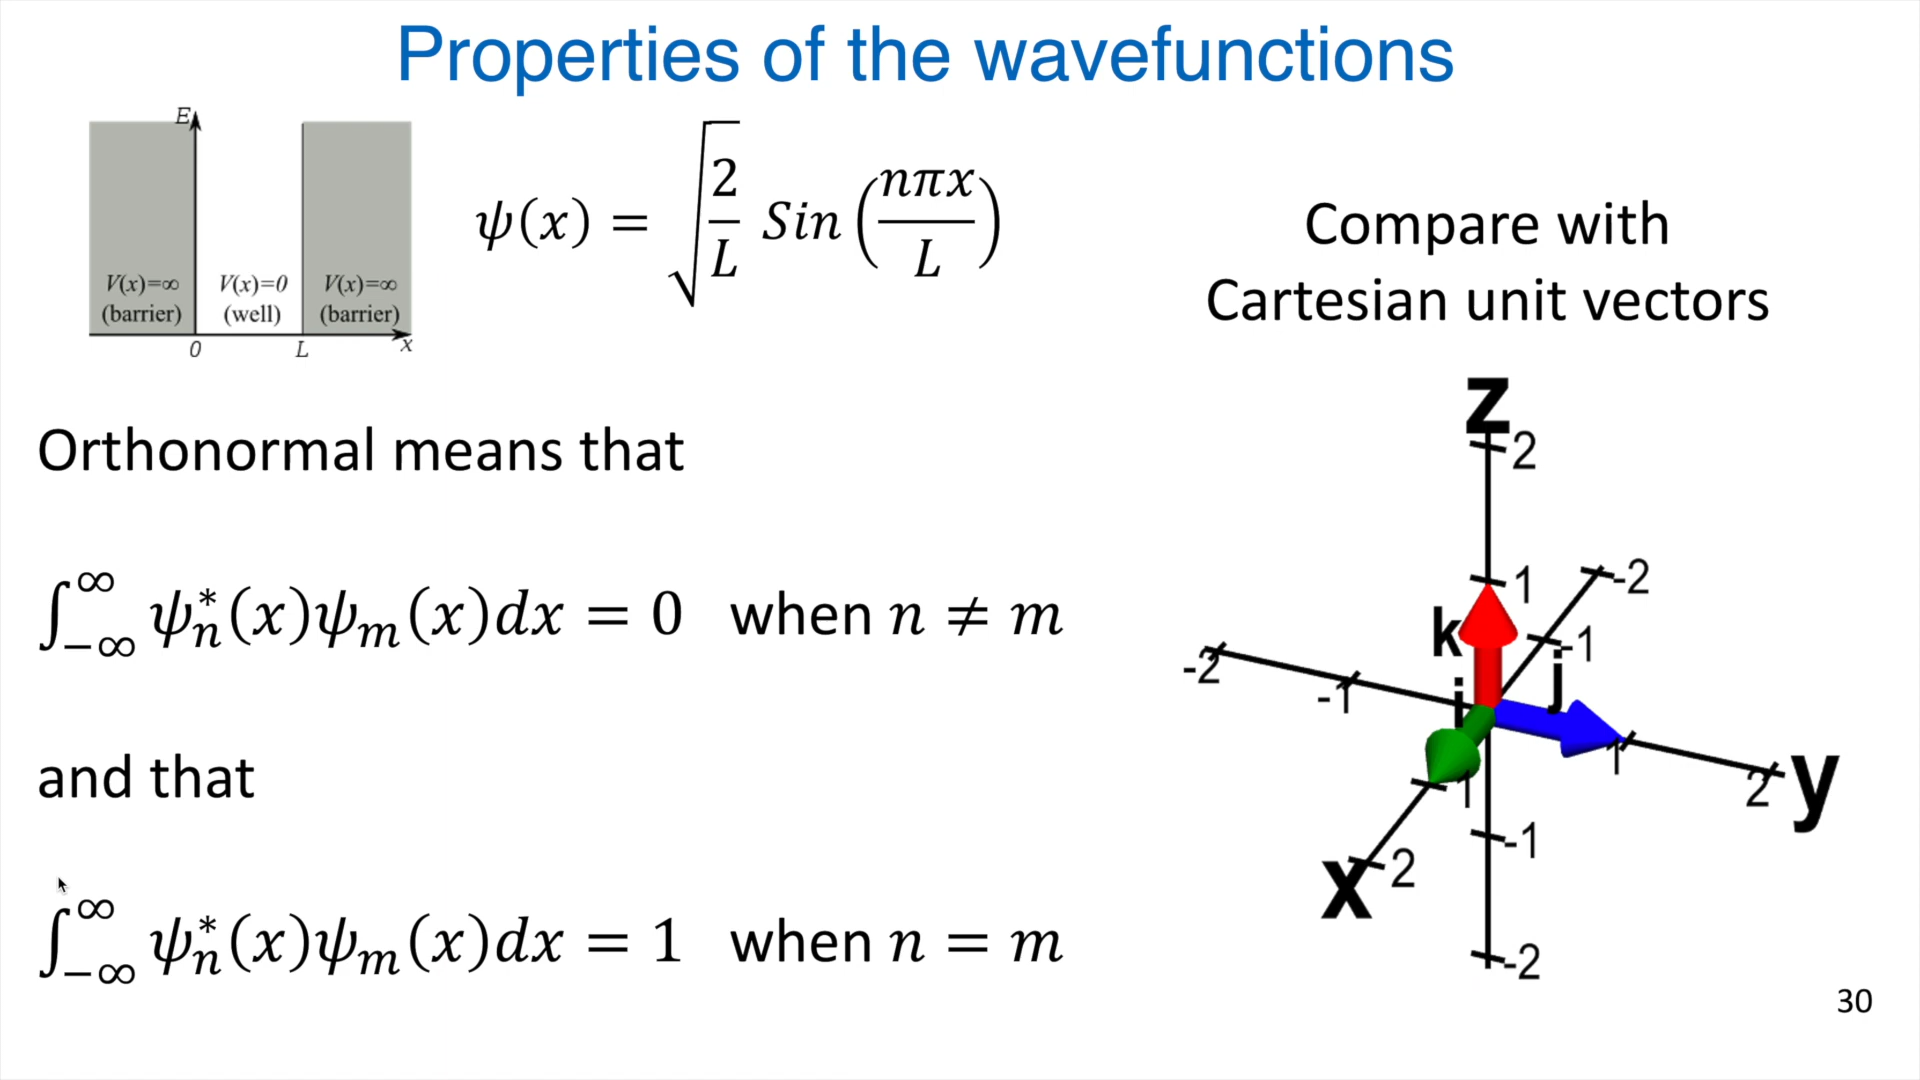 Properties of the wavefunctions
E
V(x)=∞ V(x)=0 V(x)=∞
(barrier) (well) (barrier)
0 L x
ψ(x) = √(2/L) Sin(nπx/L)
Compare with
Cartesian unit vectors
Orthonormal means that
∫_{-∞}^{∞} ψ_n^*(x)ψ_m(x)dx = 0 when n ≠ m
and that
∫_{-∞}^{∞} ψ_n^*(x)ψ_m(x)dx = 1 when n = m
z
2
1
-2
k
-1
j
-2
-1
i
1
1
2
y
-1
x
2
-2
30